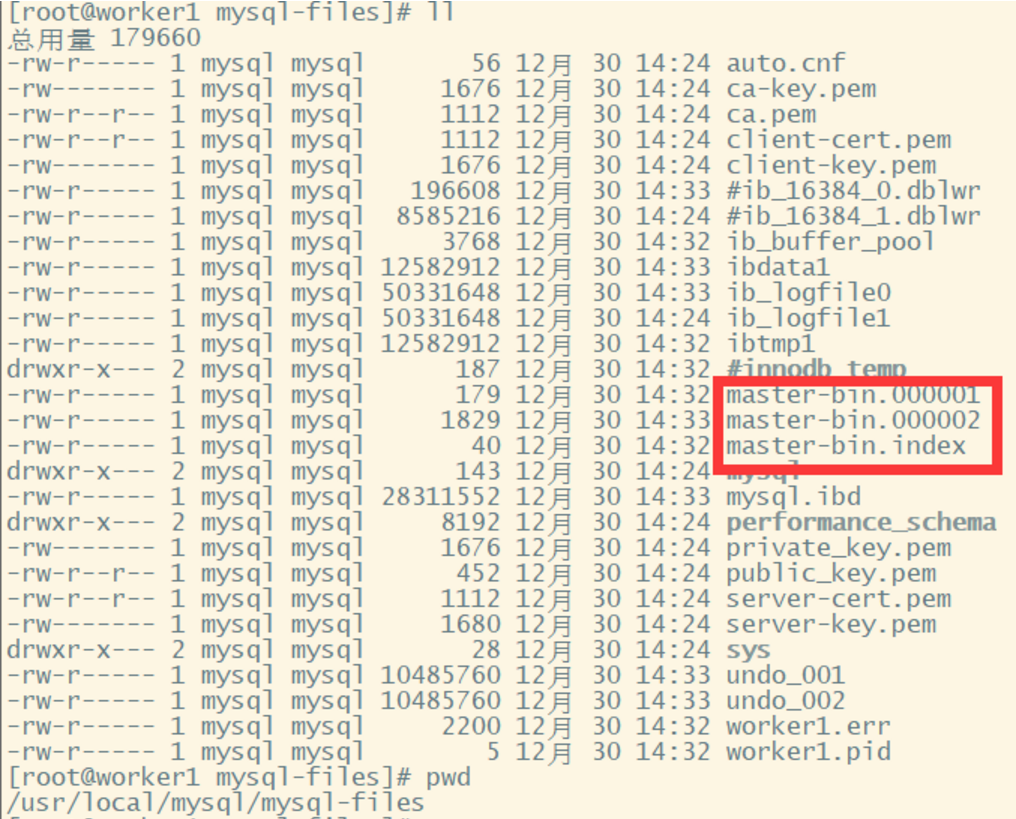 [root@worker1 mysql-files]# ll
总用量 179660
-rw-r----- 1 mysql mysql       56 12月  30 14:24 auto.cnf
-rw------- 1 mysql mysql     1676 12月  30 14:24 ca-key.pem
-rw-r--r-- 1 mysql mysql     1112 12月  30 14:24 ca.pem
-rw-r--r-- 1 mysql mysql     1112 12月  30 14:24 client-cert.pem
-rw------- 1 mysql mysql     1676 12月  30 14:24 client-key.pem
-rw-r----- 1 mysql mysql   196608 12月  30 14:33 #ib_16384_0.dblwr
-rw-r----- 1 mysql mysql  8585216 12月  30 14:24 #ib_16384_1.dblwr
-rw-r----- 1 mysql mysql     3768 12月  30 14:32 ib_buffer_pool
-rw-r----- 1 mysql mysql 12582912 12月  30 14:33 ibdata1
-rw-r----- 1 mysql mysql 50331648 12月  30 14:33 ib_logfile0
-rw-r----- 1 mysql mysql 50331648 12月  30 14:24 ib_logfile1
-rw-r----- 1 mysql mysql 12582912 12月  30 14:32 ibtmp1
drwxr-x--- 2 mysql mysql      187 12月  30 14:32 #innodb_temp
-rw-r----- 1 mysql mysql      179 12月  30 14:32 master-bin.000001
-rw-r----- 1 mysql mysql     1829 12月  30 14:33 master-bin.000002
-rw-r----- 1 mysql mysql       40 12月  30 14:32 master-bin.index
drwxr-x--- 2 mysql mysql      143 12月  30 14:24 mysql
-rw-r----- 1 mysql mysql 28311552 12月  30 14:33 mysql.ibd
drwxr-x--- 2 mysql mysql     8192 12月  30 14:24 performance_schema
-rw------- 1 mysql mysql     1676 12月  30 14:24 private_key.pem
-rw-r--r-- 1 mysql mysql      452 12月  30 14:24 public_key.pem
-rw-r--r-- 1 mysql mysql     1112 12月  30 14:24 server-cert.pem
-rw------- 1 mysql mysql     1680 12月  30 14:24 server-key.pem
drwxr-x--- 2 mysql mysql       28 12月  30 14:24 sys
-rw-r----- 1 mysql mysql 10485760 12月  30 14:33 undo_001
-rw-r----- 1 mysql mysql 10485760 12月  30 14:33 undo_002
-rw-r----- 1 mysql mysql     2200 12月  30 14:32 worker1.err
-rw-r----- 1 mysql mysql        5 12月  30 14:32 worker1.pid
[root@worker1 mysql-files]# pwd
/usr/local/mysql/mysql-files